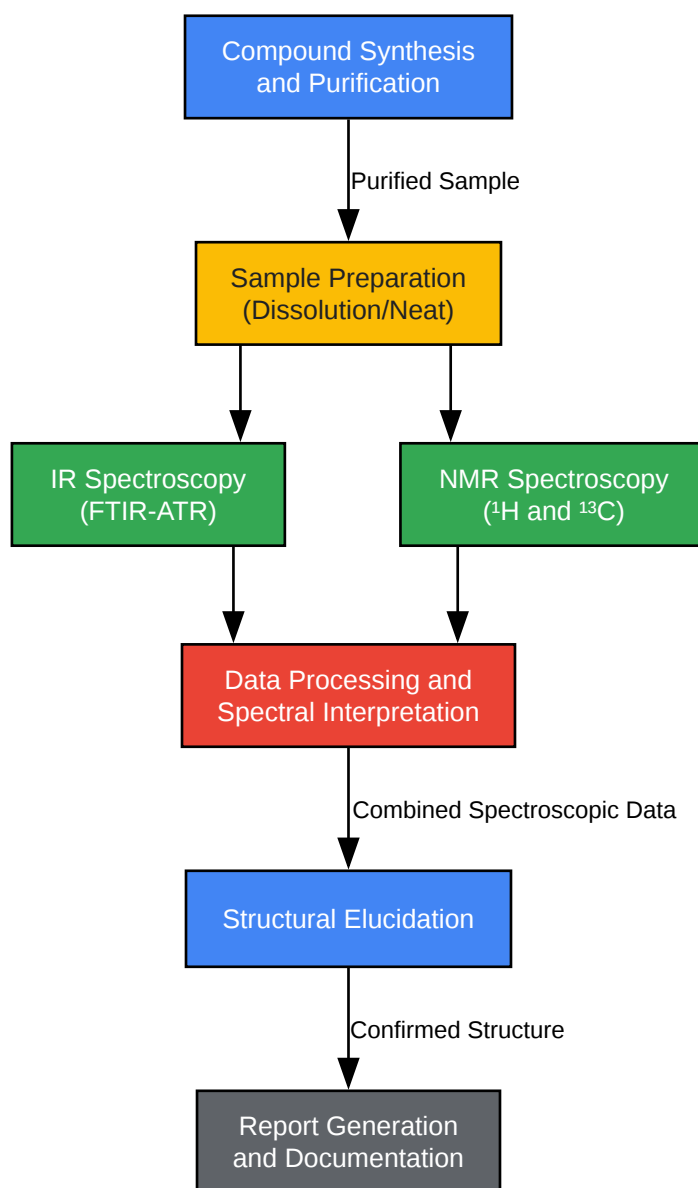 Compound Synthesis
and Purification
Purified Sample
Sample Preparation
(Dissolution/Neat)
IR Spectroscopy
(FTIR-ATR)
NMR Spectroscopy
(¹H and ¹³C)
Data Processing and
Spectral Interpretation
Combined Spectroscopic Data
Structural Elucidation
Confirmed Structure
Report Generation
and Documentation